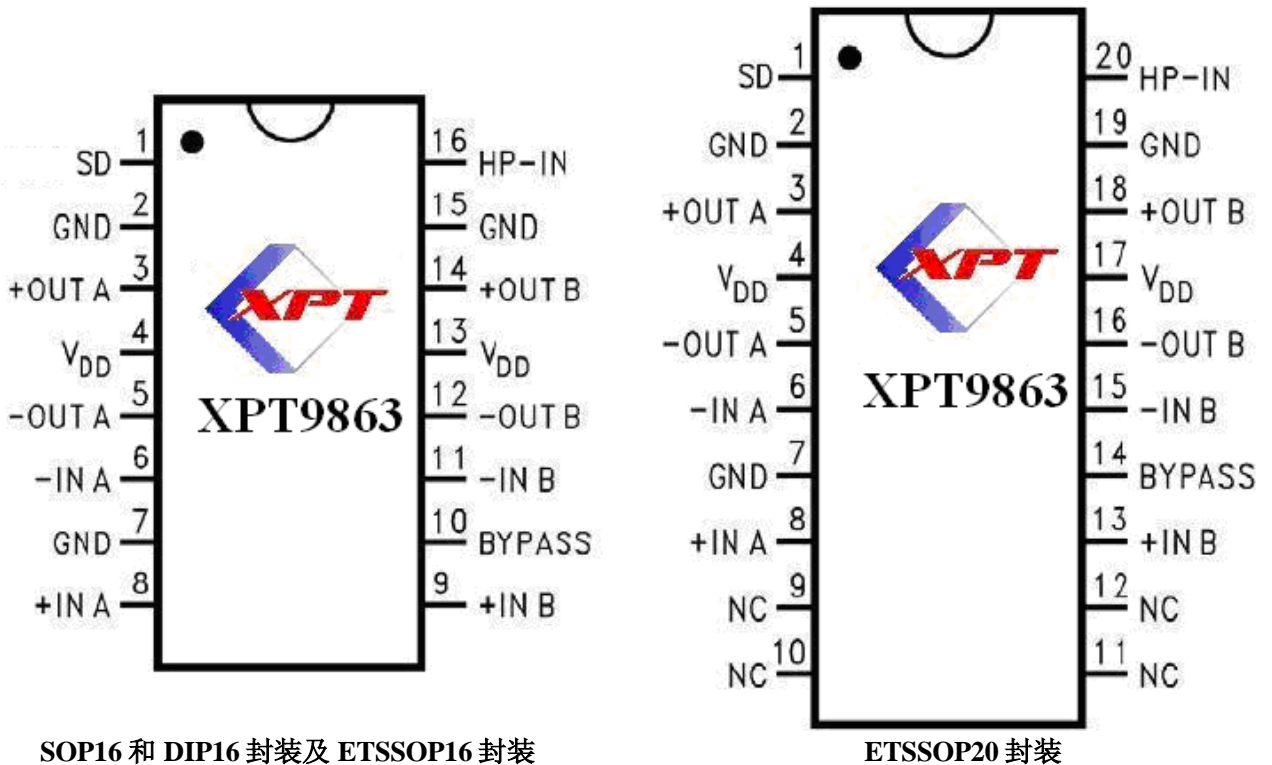 1
SD
2
GND
3
+OUT A
4
VDD
5
-OUT A
6
-IN A
7
GND
8
+IN A
16
HP-IN
15
GND
14
+OUT B
13
VDD
12
-OUT B
11
-IN B
10
BYPASS
9
+IN B
XPT
XPT9863
SOP16 和 DIP16 封装及 ETSSOP16 封装
1
SD
2
GND
3
+OUT A
4
VDD
5
-OUT A
6
-IN A
7
GND
8
+IN A
9
NC
10
NC
20
HP-IN
19
GND
18
+OUT B
17
VDD
16
-OUT B
15
-IN B
14
BYPASS
13
+IN B
12
NC
11
NC
XPT
XPT9863
ETSSOP20 封装